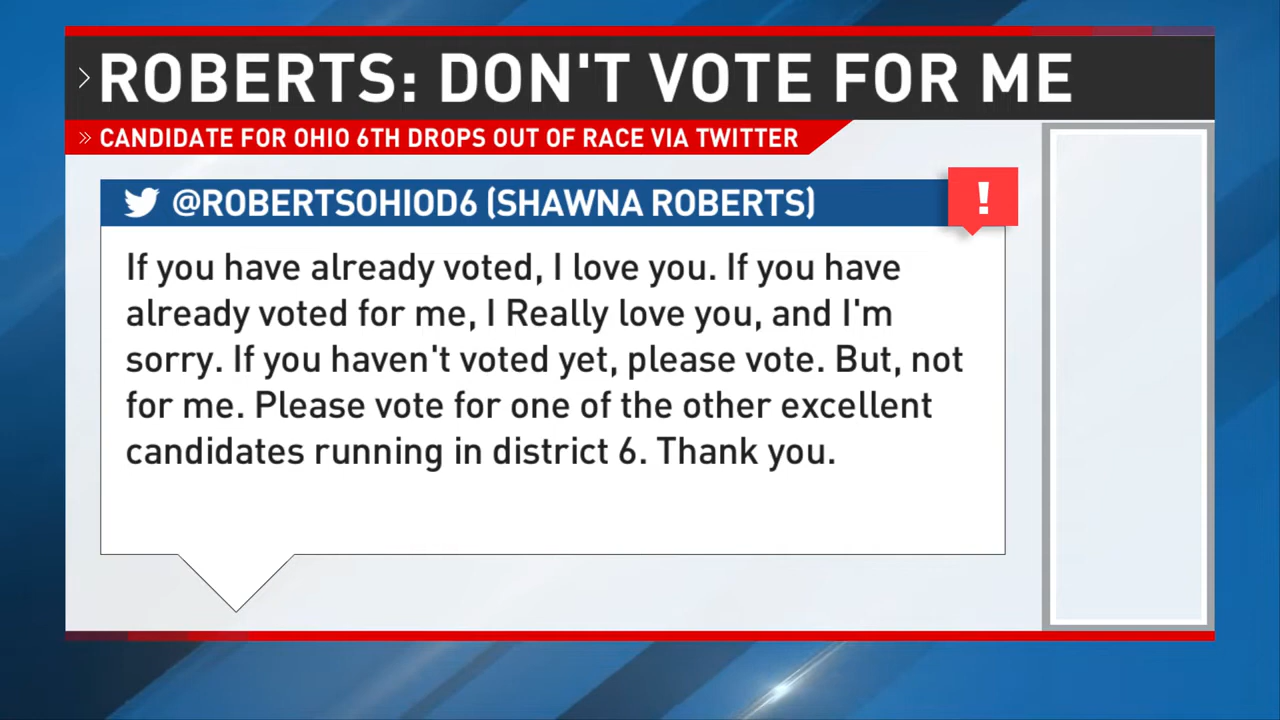 ROBERTS: DON'T VOTE FOR ME
CANDIDATE FOR OHIO 6TH DROPS OUT OF RACE VIA TWITTER
@ROBERTSOHIOD6 (SHAWNA ROBERTS)
!
If you have already voted, I love you. If you have
already voted for me, I Really love you, and I'm
sorry. If you haven't voted yet, please vote. But, not
for me. Please vote for one of the other excellent
candidates running in district 6. Thank you.